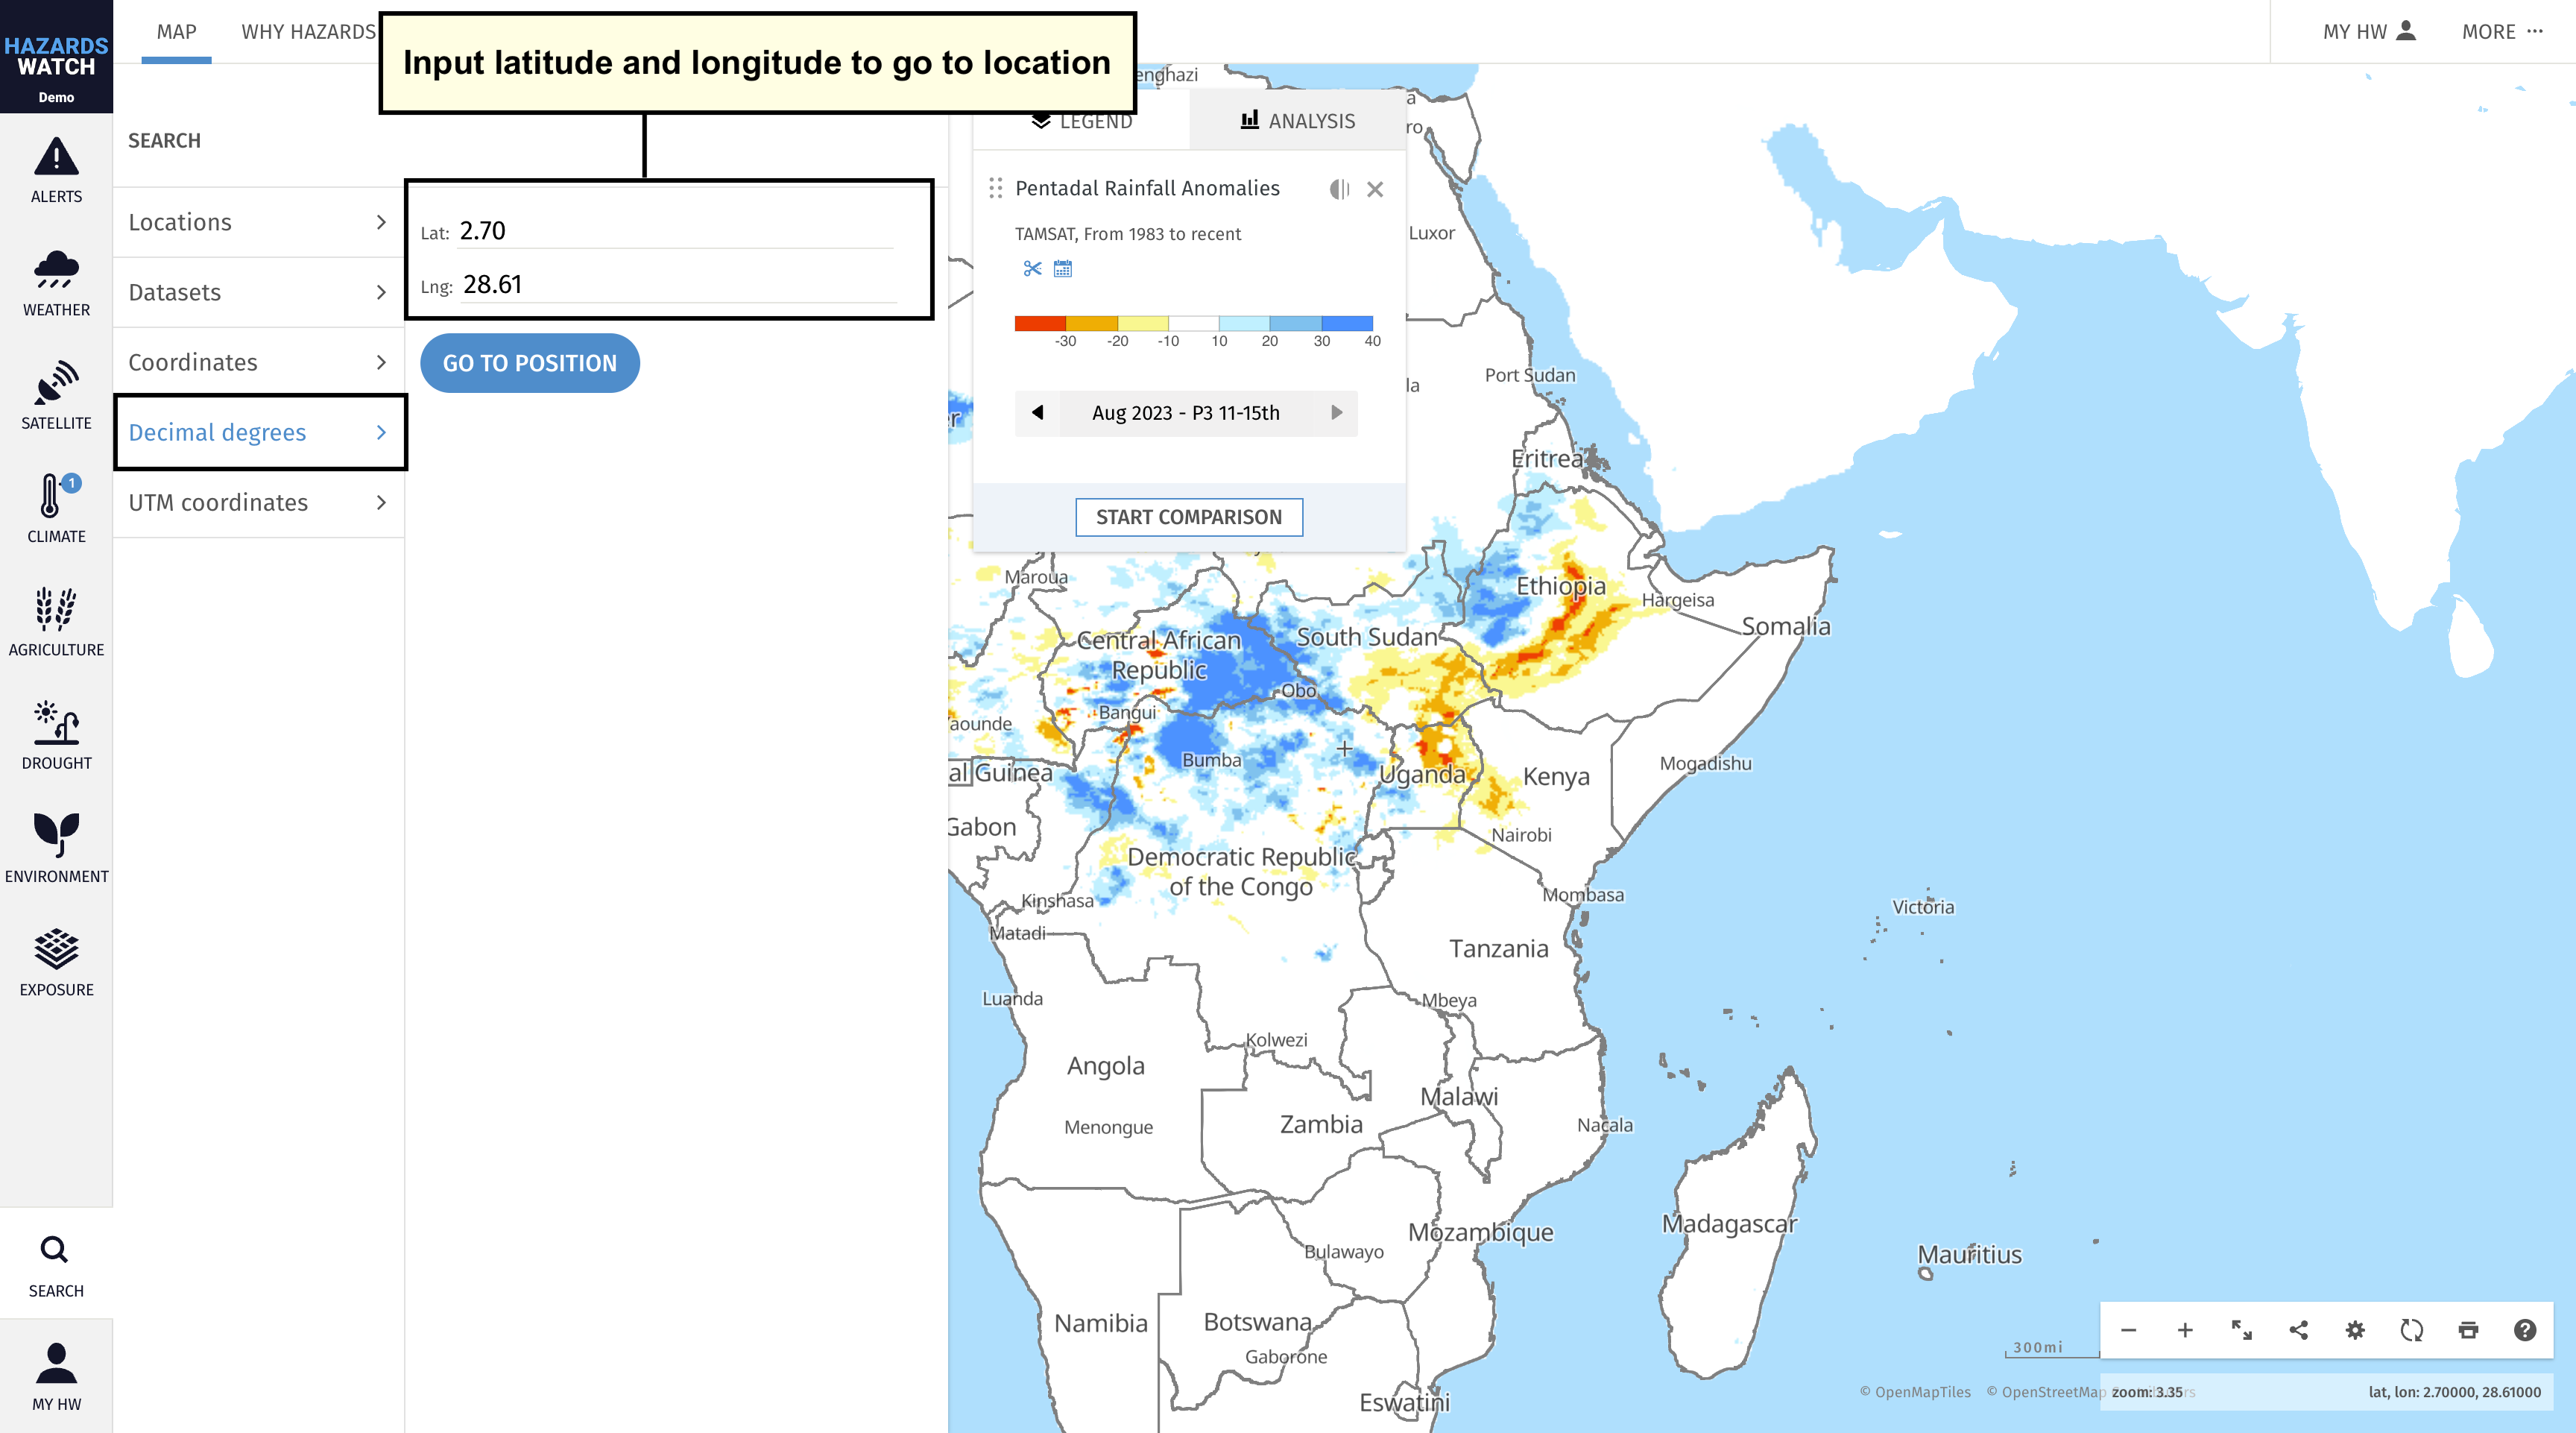 HAZARDS
WATCH
Demo
MAP
WHY HAZARDS
Input latitude and longitude to go to location
MY HW
MORE
ALERTS
WEATHER
SATELLITE
CLIMATE
1
AGRICULTURE
DROUGHT
ENVIRONMENT
EXPOSURE
SEARCH
MY HW
SEARCH
Locations
Datasets
Coordinates
Decimal degrees
UTM coordinates
Lat: 2.70
Lng: 28.61
GO TO POSITION
LEGEND
ANALYSIS
Pentadal Rainfall Anomalies
TAMSAT, From 1983 to recent
-30 -20 -10 10 20 30 40
Aug 2023 - P3 11-15th
START COMPARISON
enghazi
Luxor
Port Sudan
Eritrea
Maroua
Ethiopia
Hargeisa
Somalia
Central African
Republic
South Sudan
Obo
Bangui
aounde
Bumba
al Guinea
Uganda
Kenya
Mogadishu
Gabon
Nairobi
Democratic Republic
of the Congo
Kinshasa
Mombasa
Victoria
Matadi
Tanzania
Luanda
Mbeya
Kolwezi
Angola
Malawi
Menongue
Zambia
Nacala
Madagascar
Mozambique
Bulawayo
Mauritius
Namibia
Botswana
Gaborone
Eswatini
300mi
© OpenMapTiles © OpenStreetMap
zoom: 3.35
lat, lon: 2.70000, 28.61000